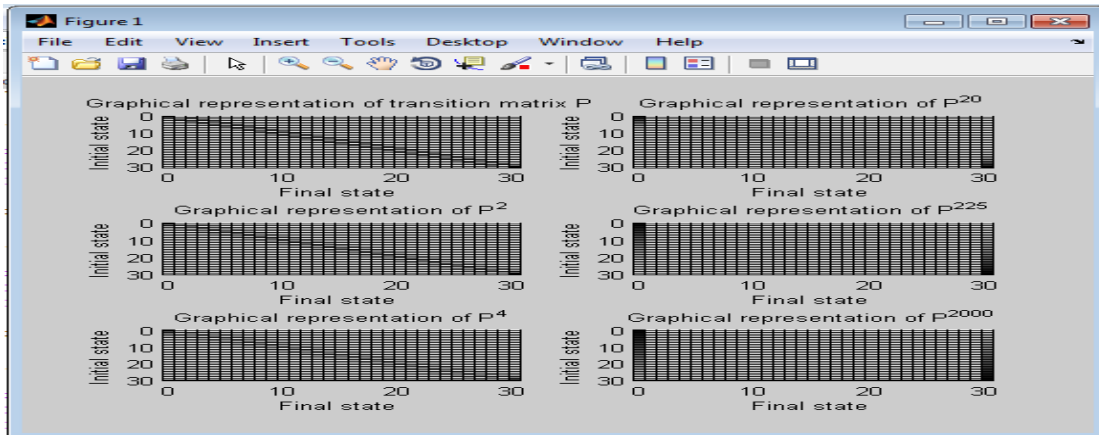 Figure 1
File Edit View Insert Tools Desktop Window Help
Graphical representation of transition matrix P
Initial state
0
10
20
30
0 10 20 30
Final state
Graphical representation of P²
Initial state
0
10
20
30
0 10 20 30
Final state
Graphical representation of P⁴
Initial state
0
10
20
30
0 10 20 30
Final state
Graphical representation of P²⁰
Initial state
0
10
20
30
0 10 20 30
Final state
Graphical representation of P²²⁵
Initial state
0
10
20
30
0 10 20 30
Final state
Graphical representation of P²⁰⁰⁰
Initial state
0
10
20
30
0 10 20 30
Final state